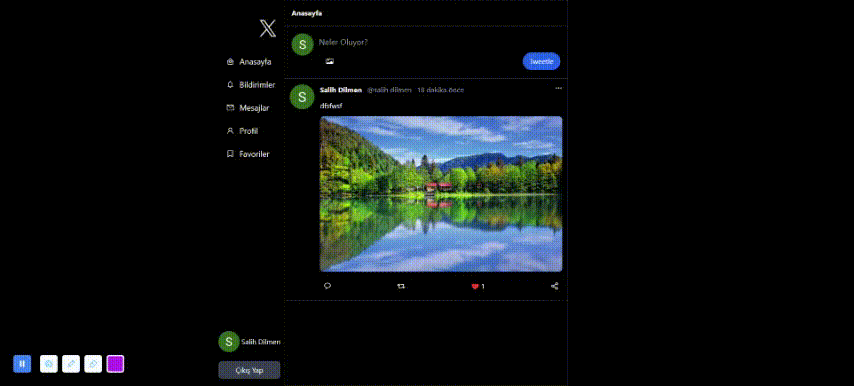 Anasayfa
Bildirimler
Mesajlar
Profil
Favoriler
S Salih Dilmen
Çıkış Yap
Anasayfa
S Neler Oluyor?
Tweetle
S Salih Dilmen @salih dilmen 18 dakika önce
dfsfwsf
1